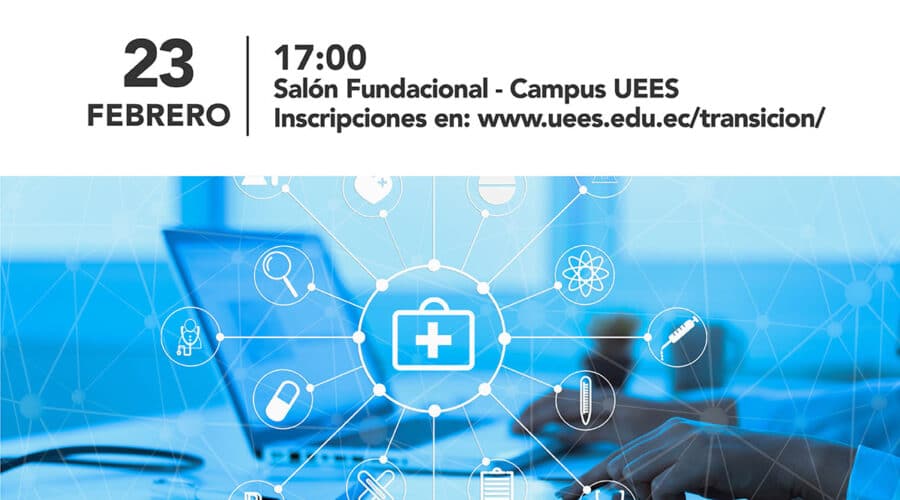 23
FEBRERO
17:00
Salón Fundacional - Campus UEES
Inscripciones en: www.uees.edu.ec/transicion/